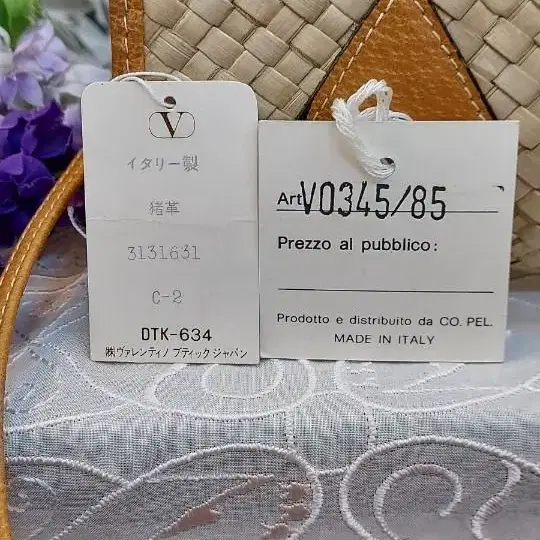 V
イタリー製
猪革
3131631
C-2
DTK-634
㈱ヴァレンティノ ブティック ジャパン
Art V0345/85
Prezzo al pubblico:
Prodotto e distribuito da CO. PEL.
MADE IN ITALY